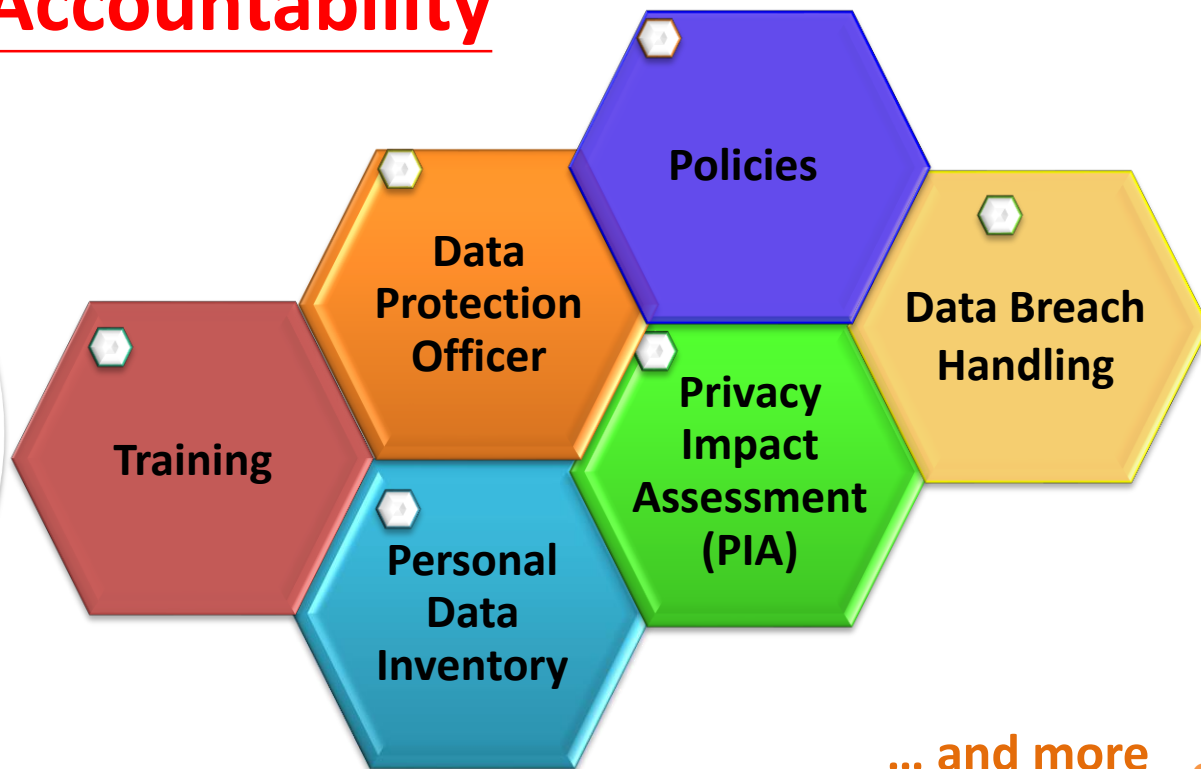 Accountability
Policies
Data
Protection
Officer
Data Breach
Handling
Training
Privacy
Impact
Assessment
(PIA)
Personal
Data
Inventory
... and more